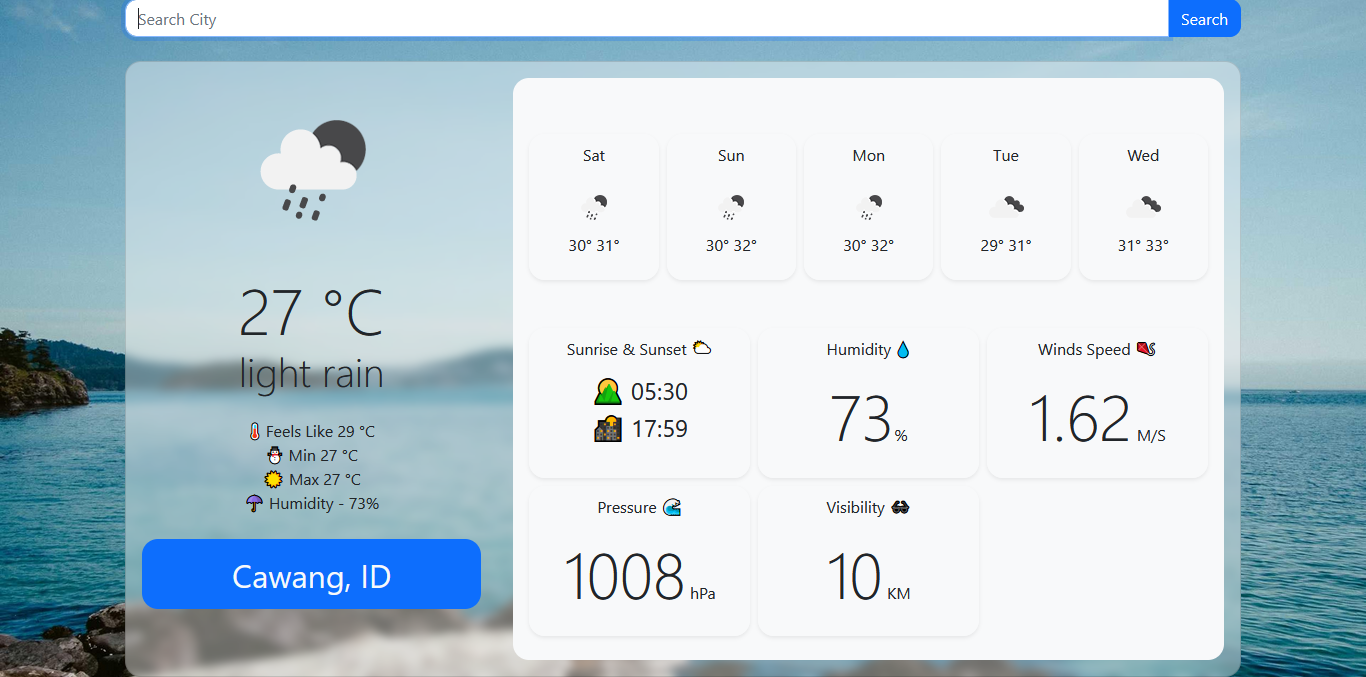 Search City
Search
27 °C
light rain
Feels Like 29 °C
Min 27 °C
Max 27 °C
Humidity - 73%
Cawang, ID
Sat
30° 31°
Sun
30° 32°
Mon
30° 32°
Tue
29° 31°
Wed
31° 33°
Sunrise & Sunset
05:30
17:59
Humidity
73 %
Winds Speed
1.62 M/S
Pressure
1008 hPa
Visibility
10 KM